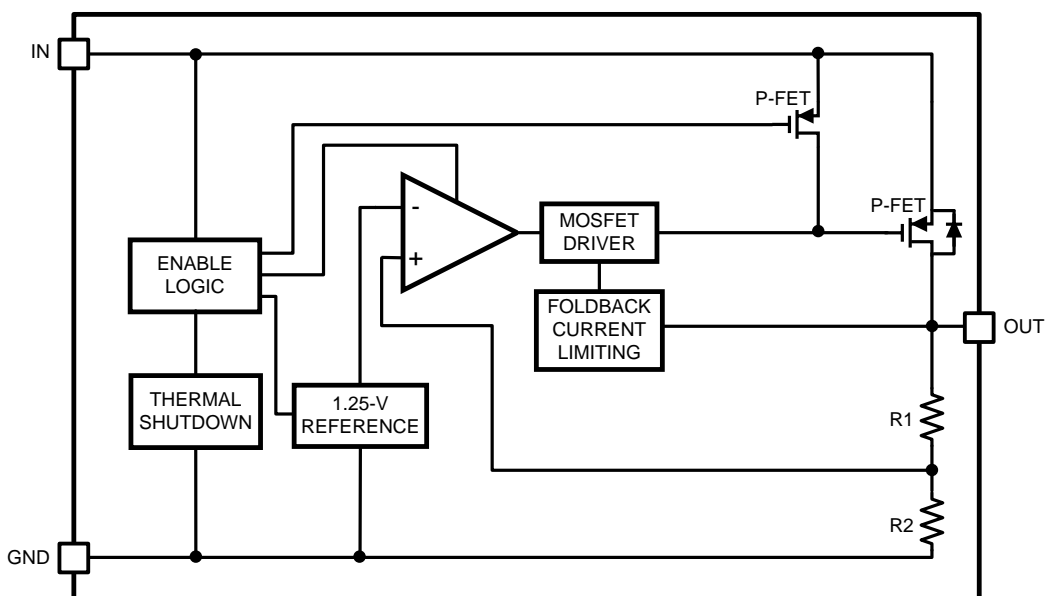 IN
P-FET
P-FET
-
+
MOSFET
DRIVER
ENABLE
LOGIC
FOLDBACK
CURRENT
LIMITING
OUT
THERMAL
SHUTDOWN
1.25-V
REFERENCE
R1
R2
GND